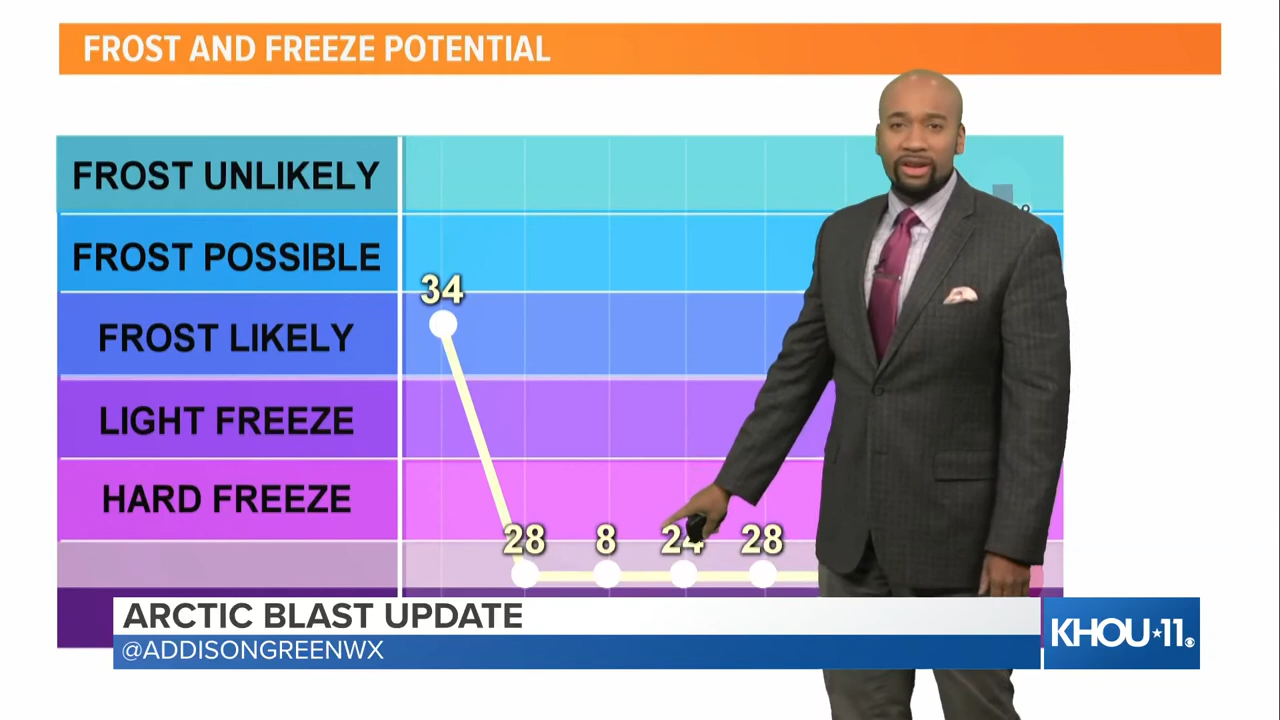 FROST AND FREEZE POTENTIAL
FROST UNLIKELY
FROST POSSIBLE
34
FROST LIKELY
LIGHT FREEZE
HARD FREEZE
28 8 24 28
ARCTIC BLAST UPDATE
@ADDISONGREENWX
KHOU★11